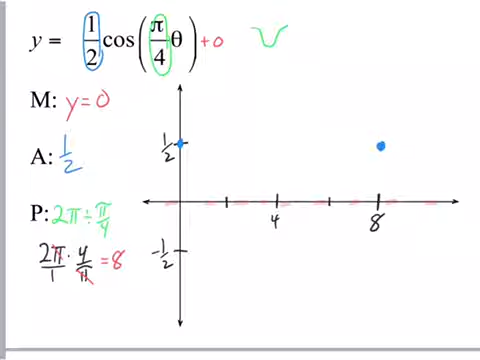 y = 1/2 cos(π/4 θ) +0
M: y=0
A: 1/2
P: 2π ÷ π/4
2π/1 · 4/π = 8
1/2
-1/2
4
8